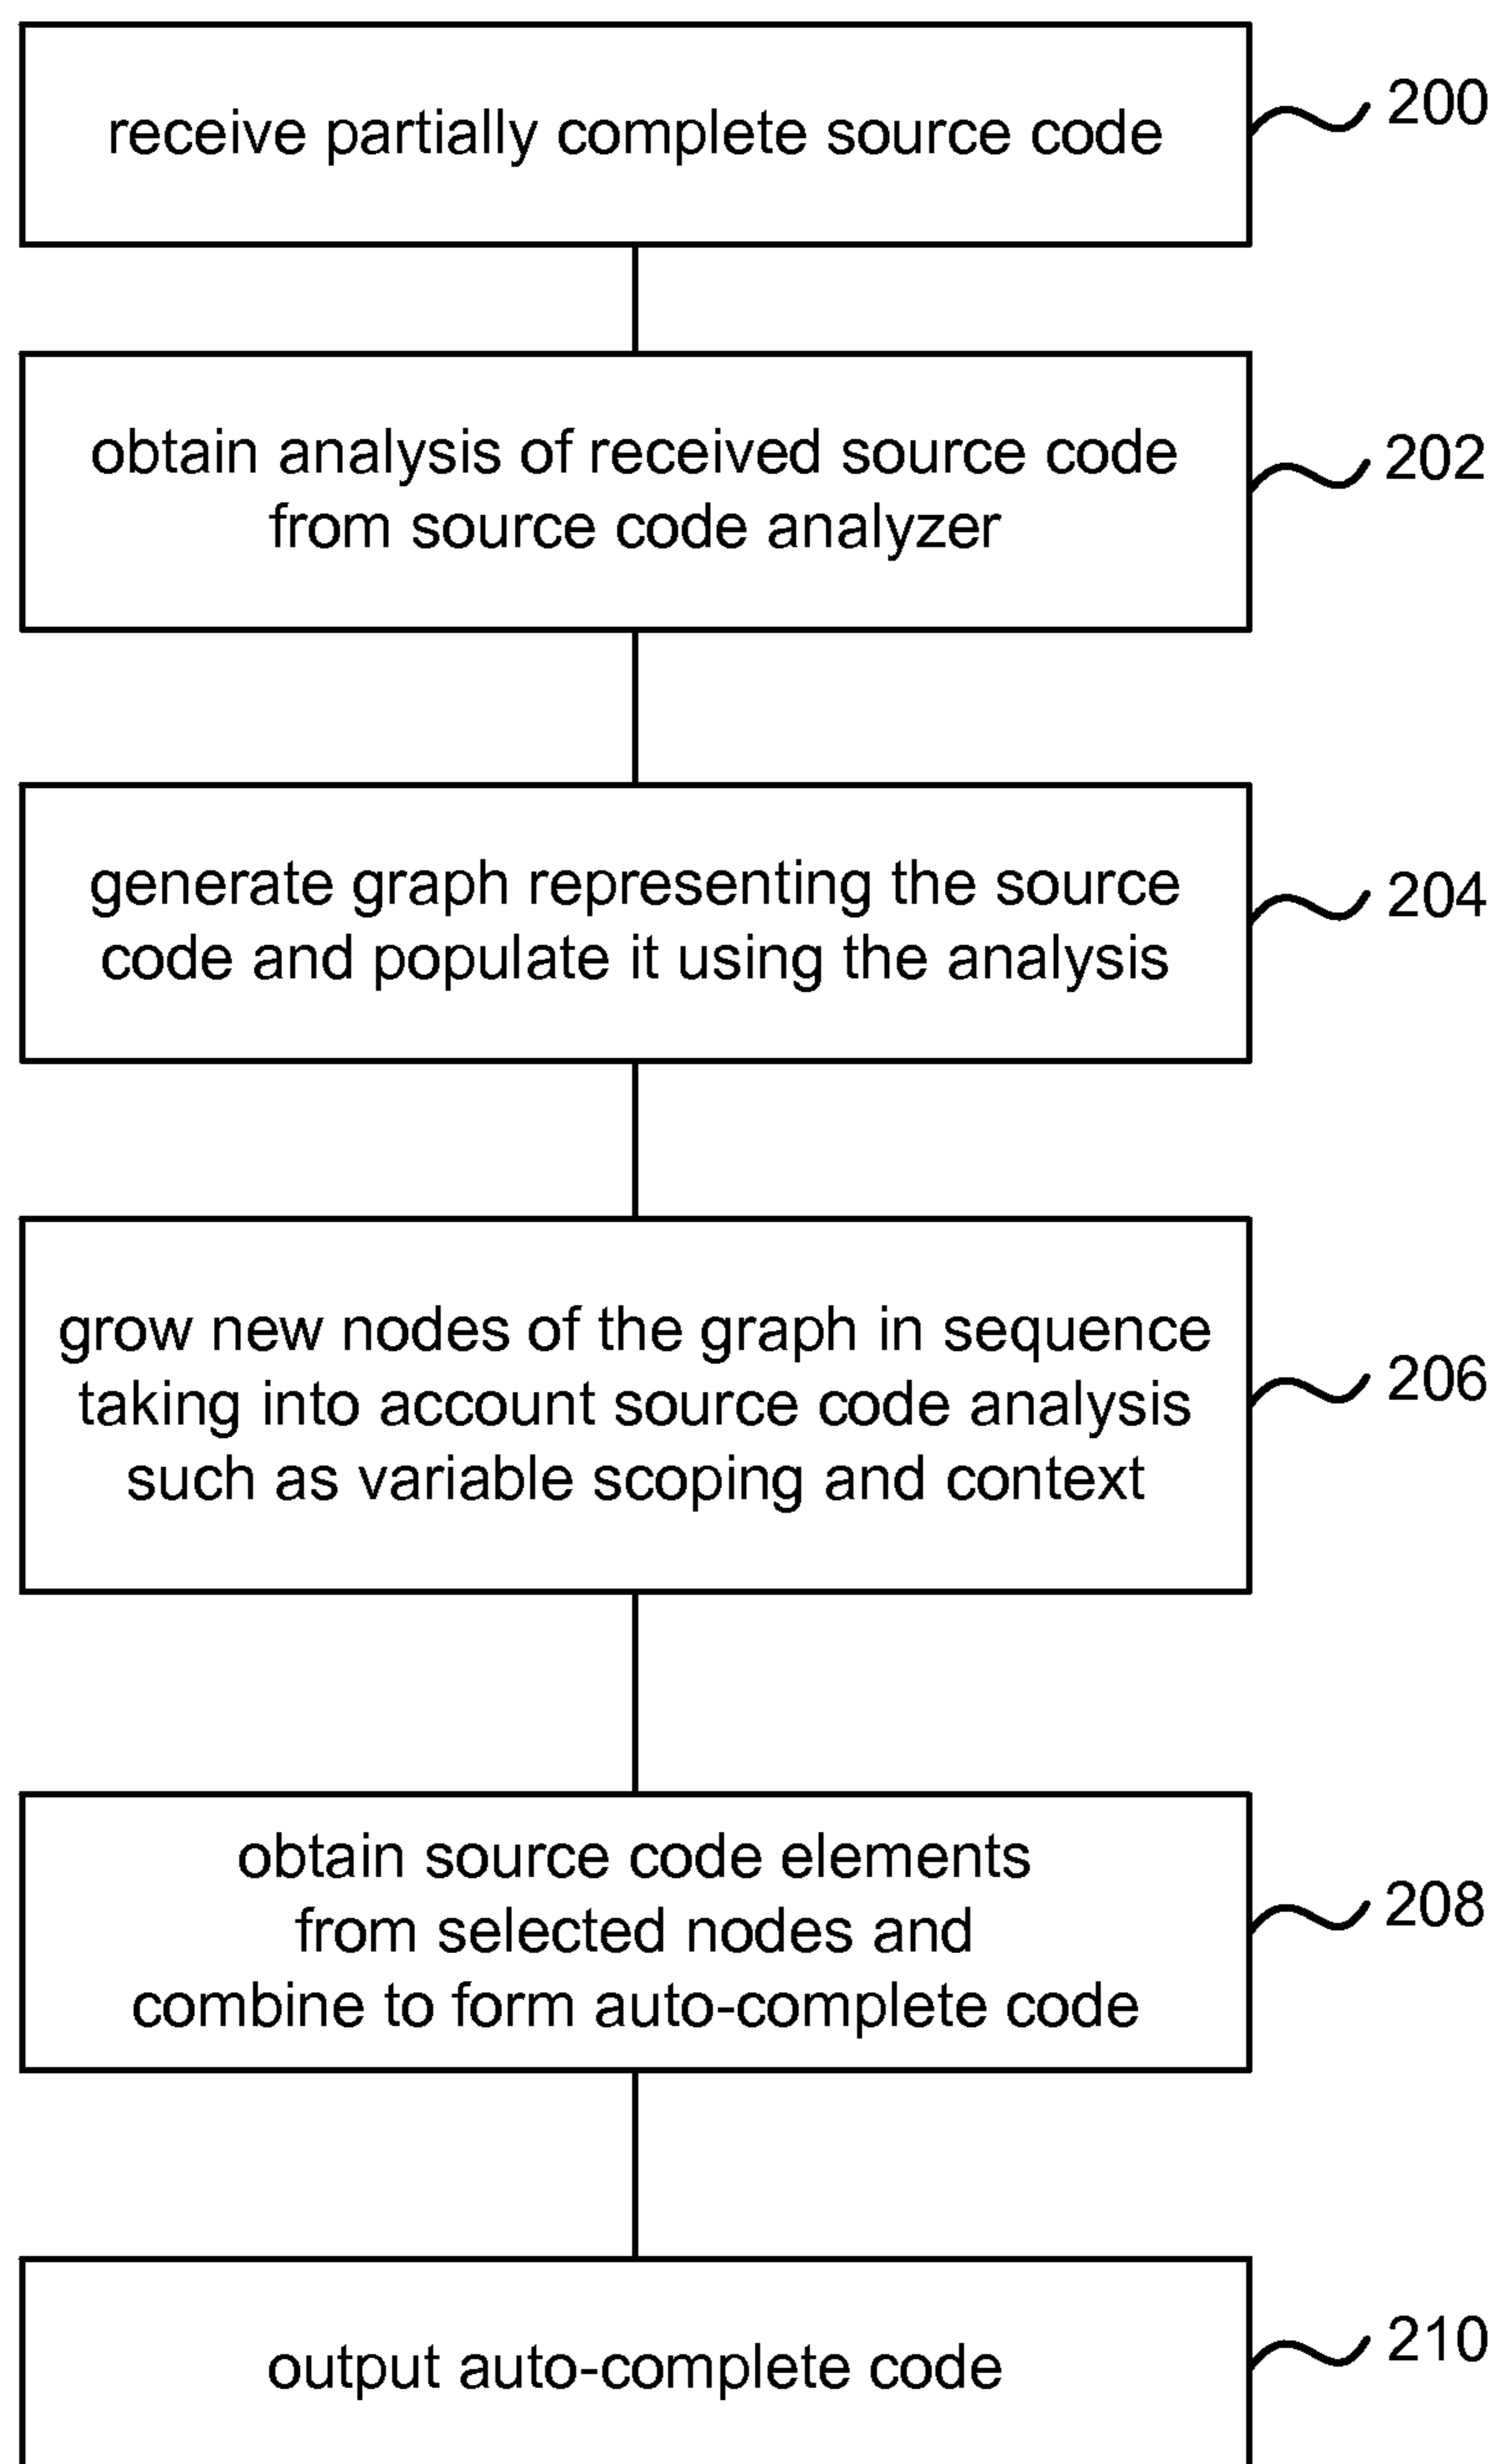 receive partially complete source code
200
obtain analysis of received source code
from source code analyzer
202
generate graph representing the source
code and populate it using the analysis
204
grow new nodes of the graph in sequence
taking into account source code analysis
such as variable scoping and context
206
obtain source code elements
from selected nodes and
combine to form auto-complete code
208
output auto-complete code
210